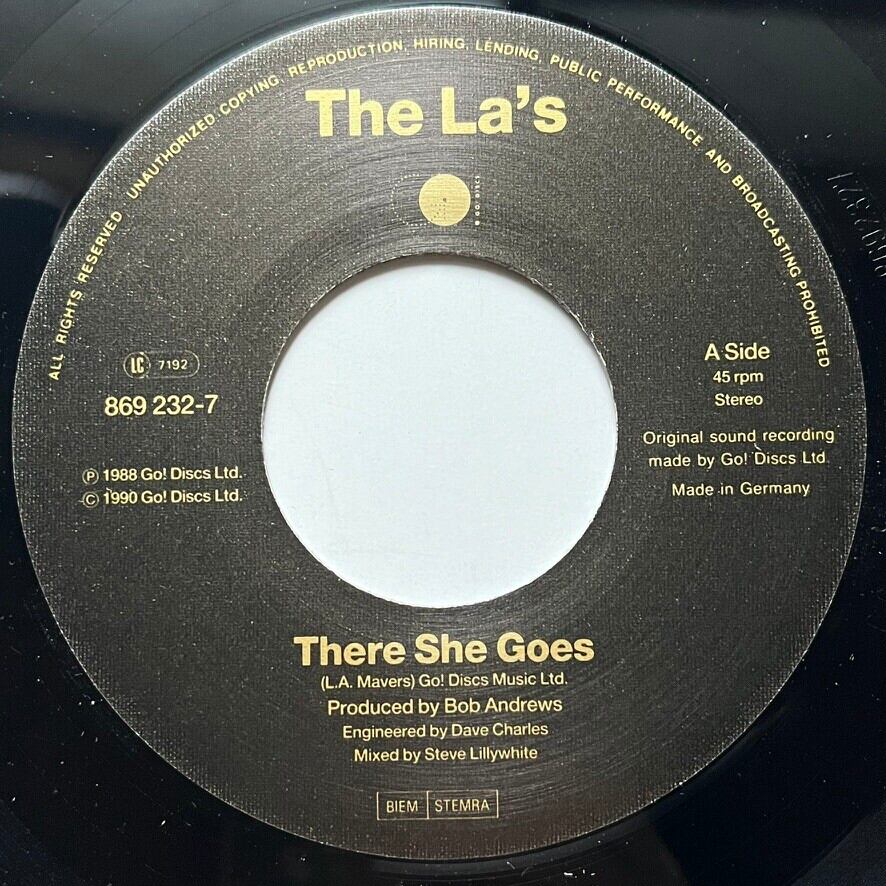 ALL RIGHTS RESERVED UNAUTHORIZED COPYING, REPRODUCTION, HIRING, LENDING, PUBLIC PERFORMANCE AND BROADCASTING PROHIBITED
The La's
LC 7192
869 232-7
℗ 1988 Go! Discs Ltd.
© 1990 Go! Discs Ltd.
A Side
45 rpm
Stereo
Original sound recording
made by Go! Discs Ltd.
Made in Germany
There She Goes
(L.A. Mavers) Go! Discs Music Ltd.
Produced by Bob Andrews
Engineered by Dave Charles
Mixed by Steve Lillywhite
BIEM STEMRA